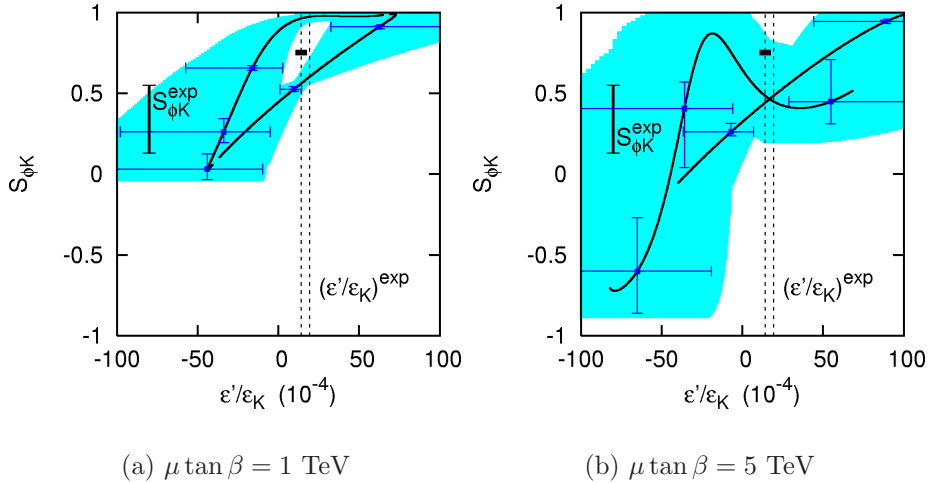 1
0.5
0
-0.5
-1
S_ϕK
S_ϕK^exp
(ε'/ε_K)^exp
-100 -50 0 50 100
ε'/ε_K (10^-4)
(a) μ tan β = 1 TeV
1
0.5
0
-0.5
-1
S_ϕK
S_ϕK^exp
(ε'/ε_K)^exp
-100 -50 0 50 100
ε'/ε_K (10^-4)
(b) μ tan β = 5 TeV